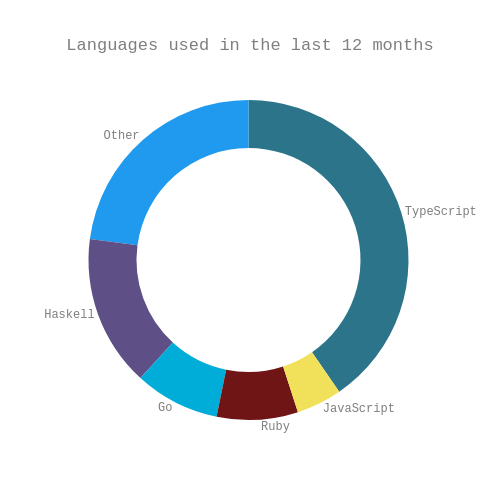 Languages used in the last 12 months
Other
TypeScript
Haskell
Go
JavaScript
Ruby